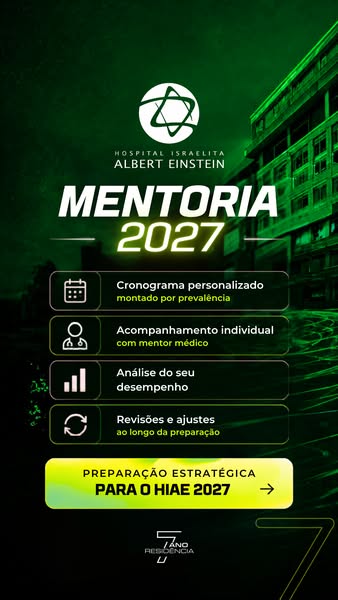 HOSPITAL ISRAELITA
ALBERT EINSTEIN
MENTORIA
2027
Cronograma personalizado
montado por prevalência
Acompanhamento individual
com mentor médico
Análise do seu
desempenho
Revisões e ajustes
ao longo da preparação
PREPARAÇÃO ESTRATÉGICA
PARA O HIAE 2027
7
ANO
RESIDÊNCIA
7